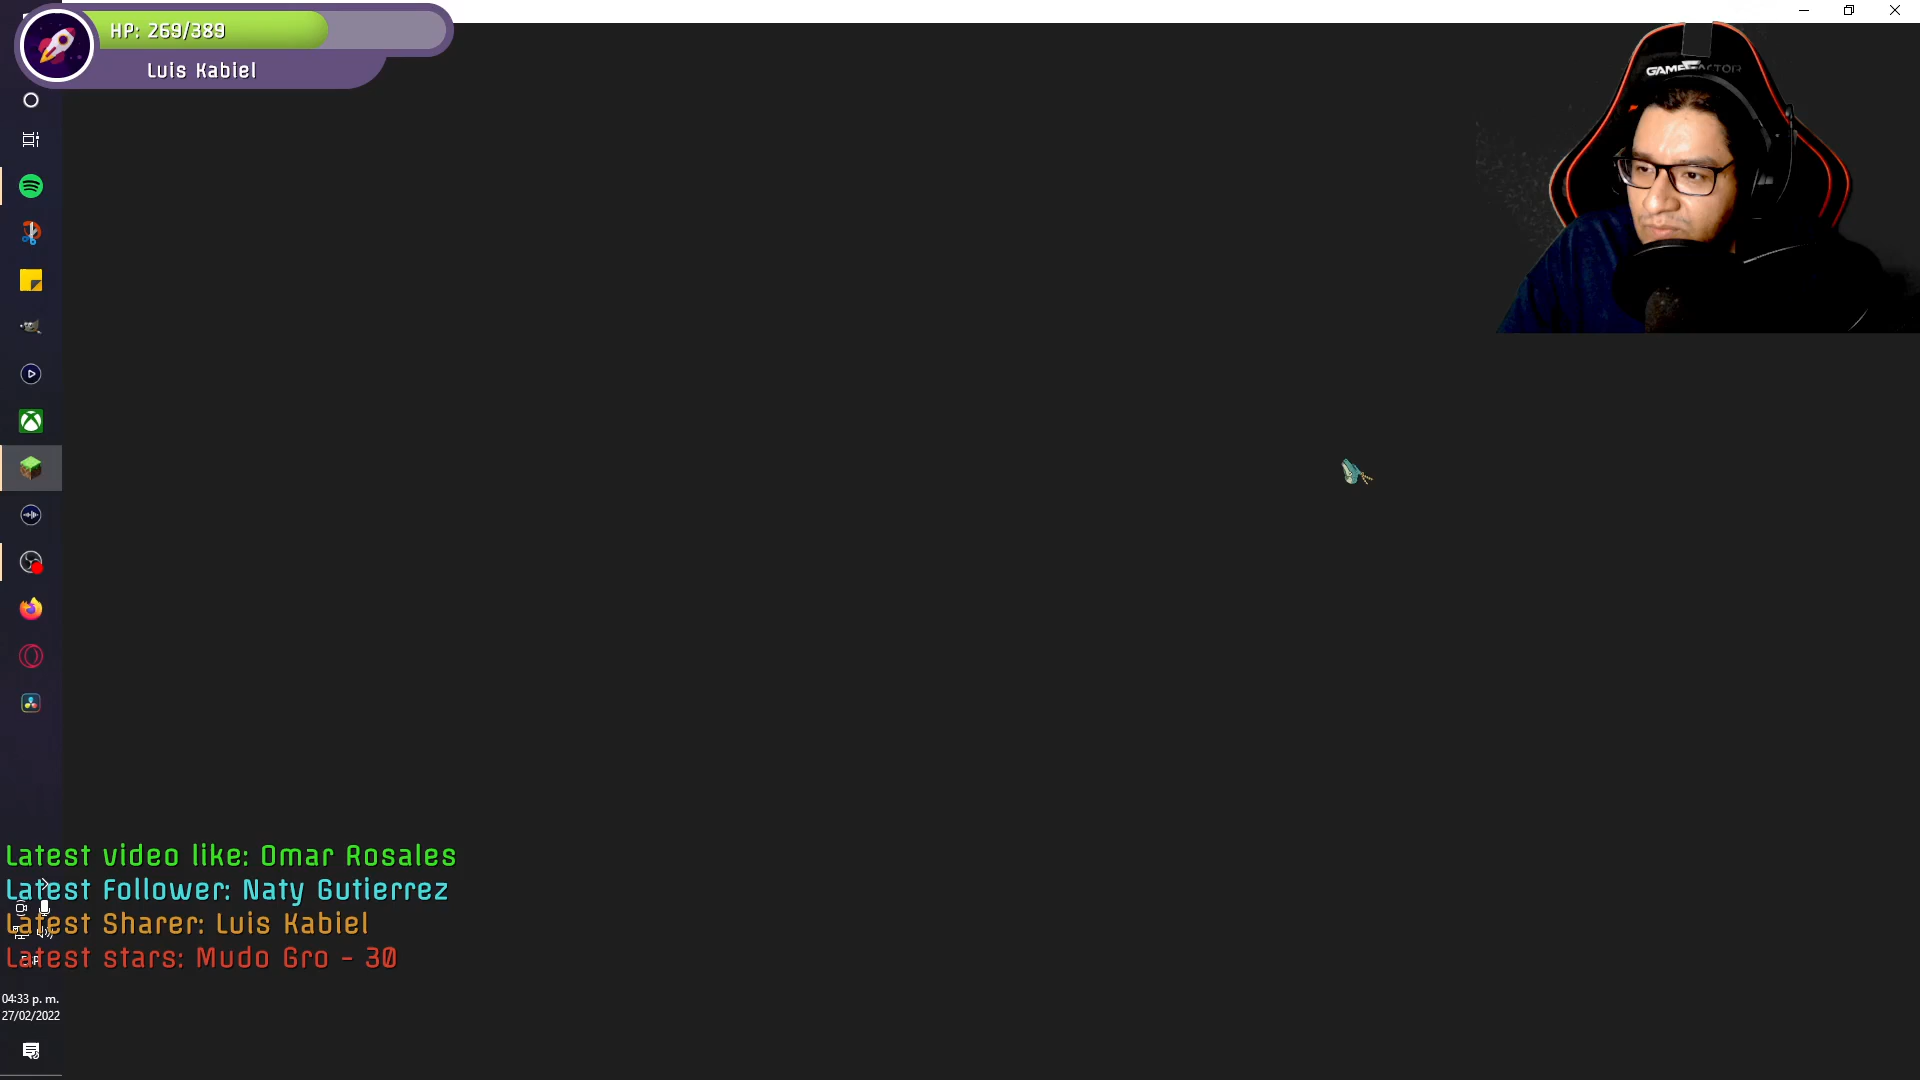 HP: 269/389
Luis Kabiel
GAMEFACTOR
Latest video like: Omar Rosales
Latest Follower: Naty Gutierrez
Latest Sharer: Luis Kabiel
Latest stars: Mudo Gro - 30
04:33 p. m.
27/02/2022